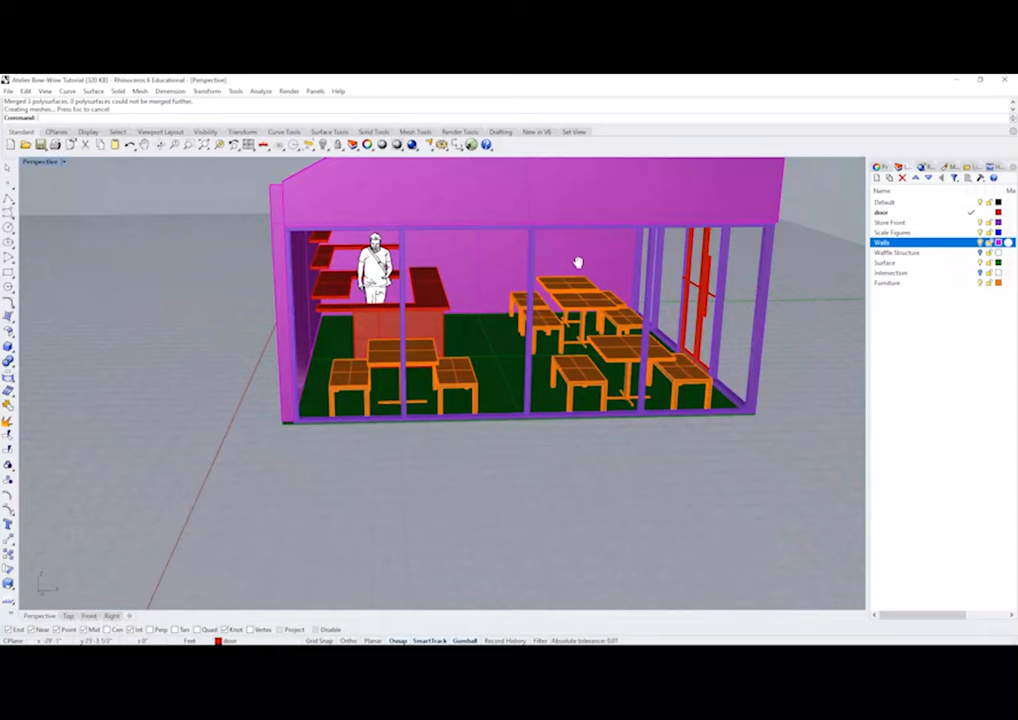 Atelier Bow-Wow Tutorial (320 KB) - Rhinoceros 6 Educational - [Perspective]
File Edit View Curve Surface Solid Mesh Dimension Transform Tools Analyze Render Panels Help
Merged 3 polysurfaces. 0 polysurfaces could not be merged further.
Creating meshes... Press Esc to cancel
Command:
Standard CPlanes Display Select Viewport Layout Visibility Transform Curve Tools Surface Tools Solid Tools Mesh Tools Render Tools Drafting New in V6 Set View
Perspective
Name Ma
Default
door
Store Front
Scale Figures
Walls
Waffle Structure
Surface
Intersection
Furniture
Perspective Top Front Right
End Near Point Mid Cen Int Perp Tan Quad Knot Vertex Project Disable
CPlane Feet door Grid Snap Ortho Planar Osnap SmartTrack Gumball Record History Filter Absolute tolerance: 0.01